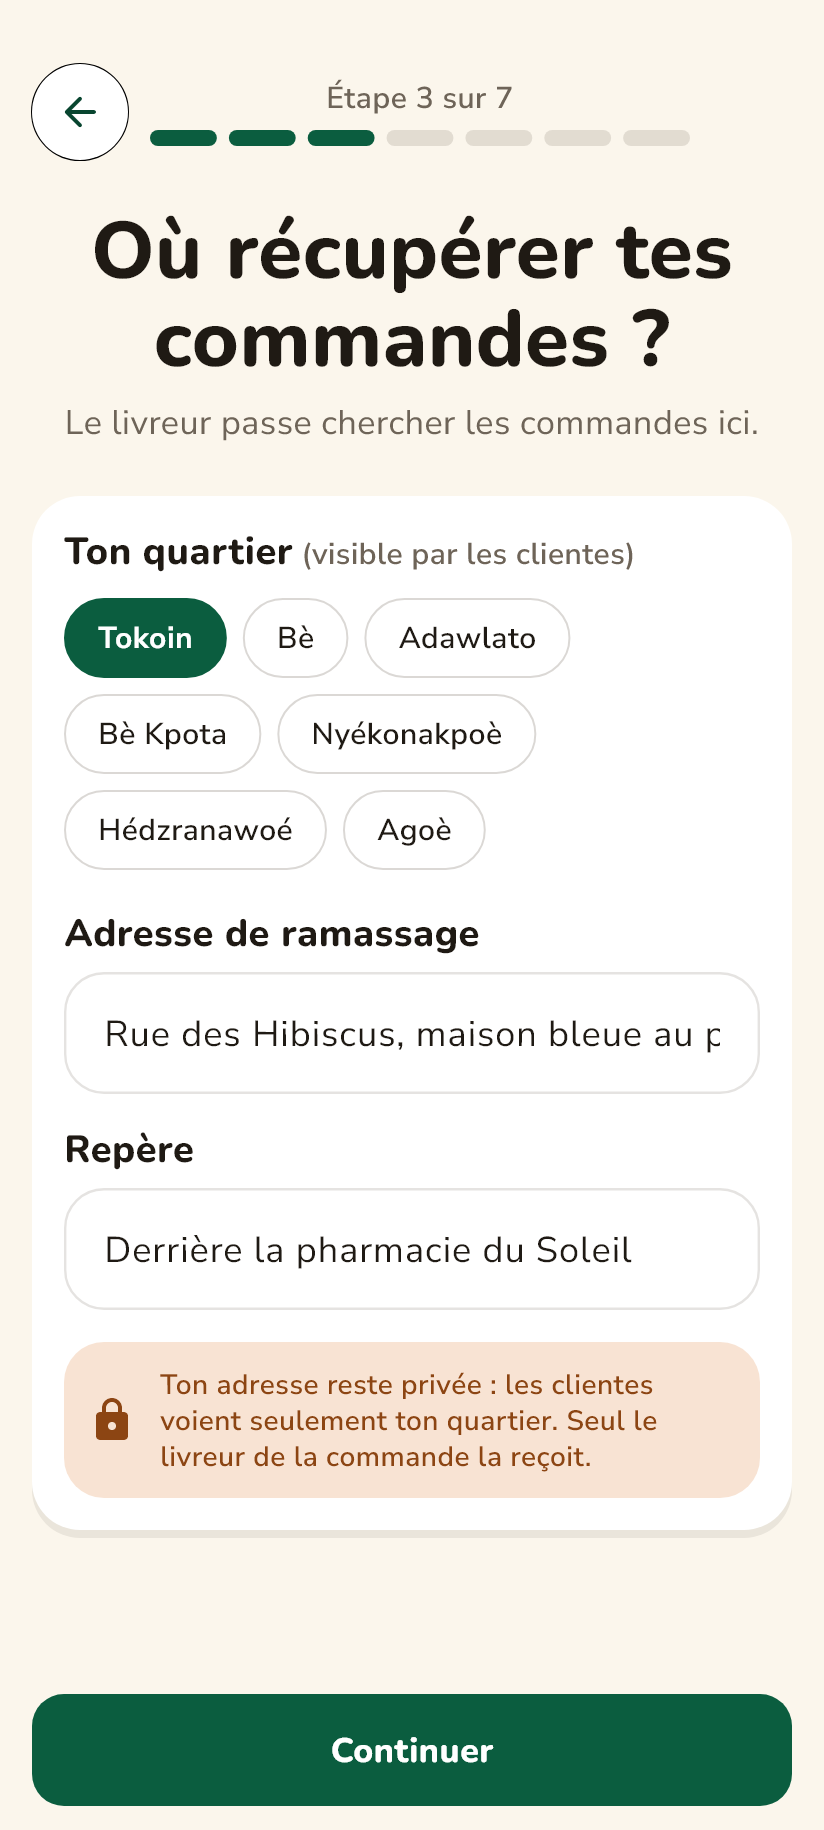 Étape 3 sur 7
Où récupérer tes
commandes ?
Le livreur passe chercher les commandes ici.
Ton quartier (visible par les clientes)
Tokoin Bè Adawlato
Bè Kpota Nyékonakpoè
Hédzranawoé Agoè
Adresse de ramassage
Rue des Hibiscus, maison bleue au p
Repère
Derrière la pharmacie du Soleil
Ton adresse reste privée : les clientes
voient seulement ton quartier. Seul le
livreur de la commande la reçoit.
Continuer